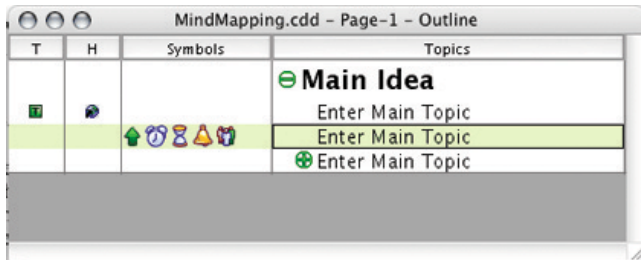 MindMapping.cdd – Page-1 – Outline
T H Symbols Topics
Main Idea
T Enter Main Topic
Enter Main Topic
Enter Main Topic